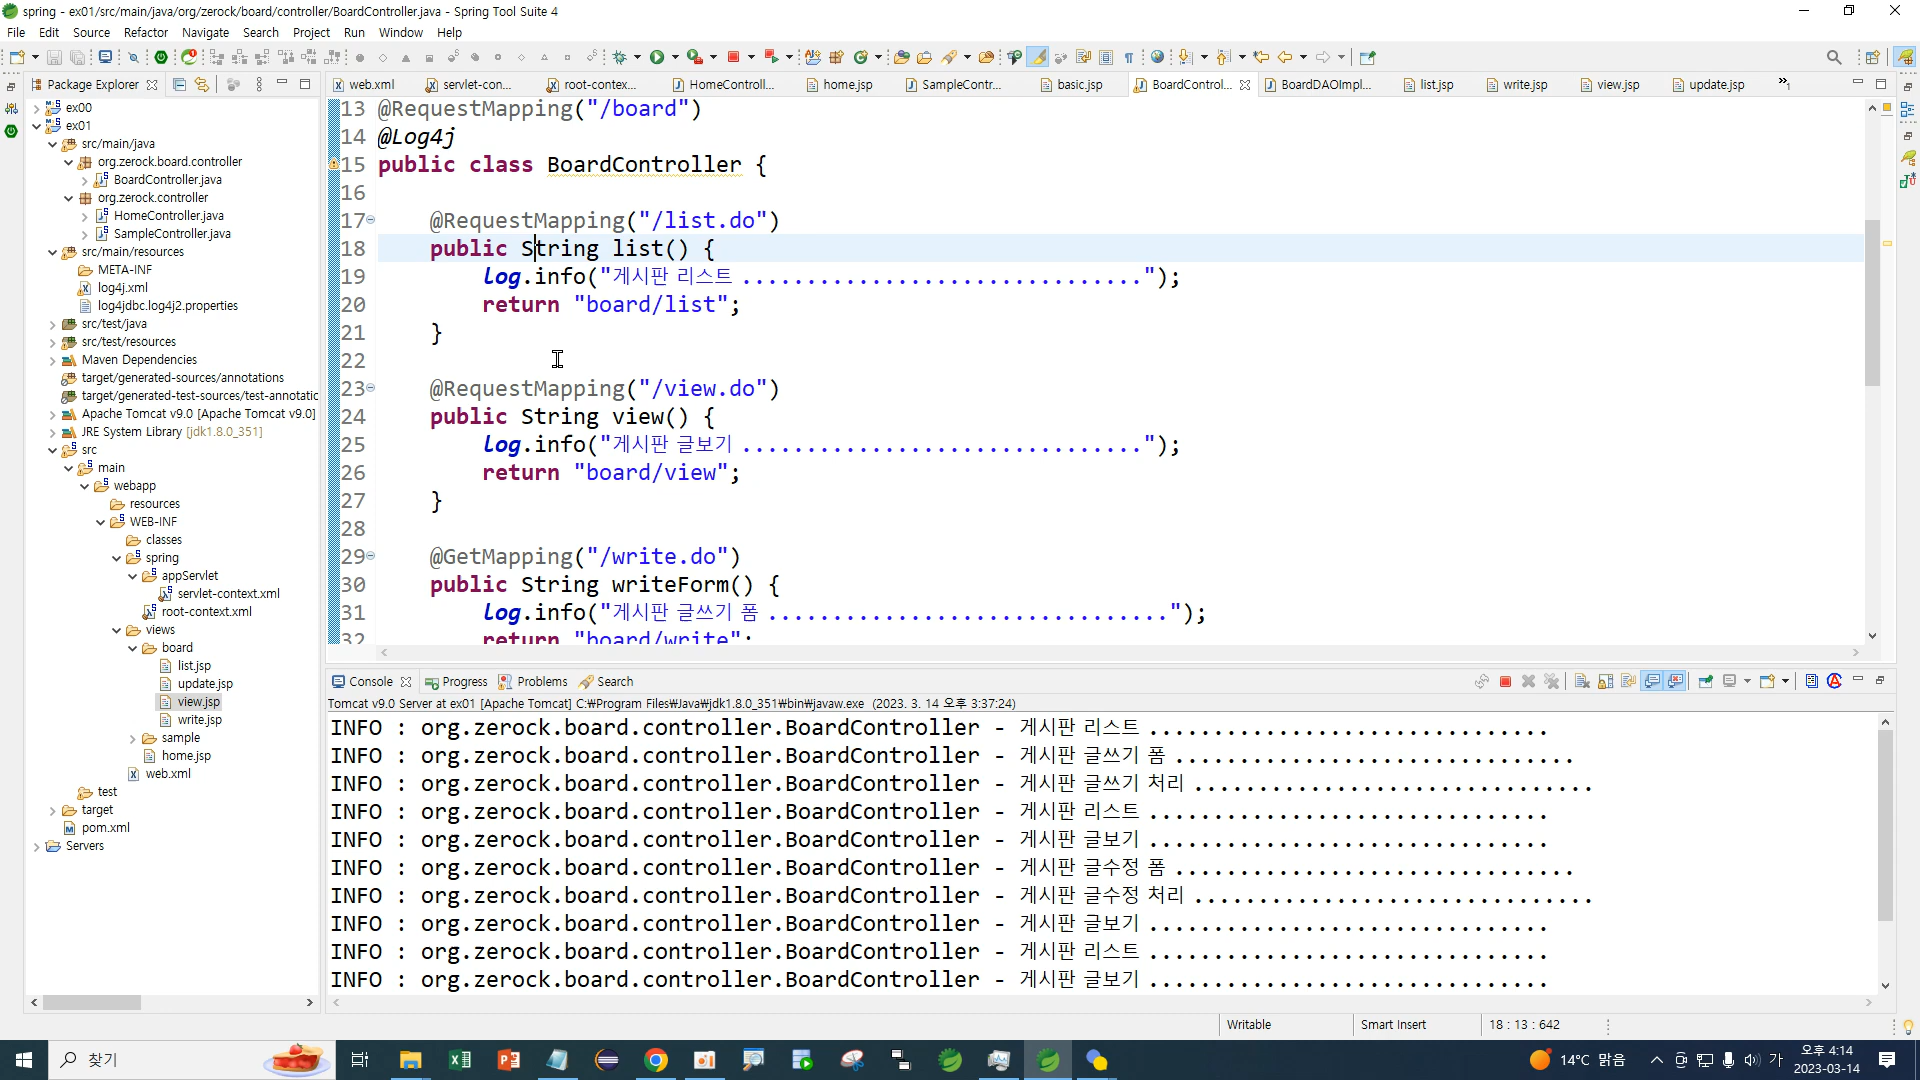 spring - ex01/src/main/java/org/zerock/board/controller/BoardController.java - Spring Tool Suite 4
File Edit Source Refactor Navigate Search Project Run Window Help
Package Explorer
web.xml servlet-con... root-contex... HomeControll... home.jsp SampleContr... basic.jsp BoardControl... BoardDAOImpl... list.jsp write.jsp view.jsp update.jsp »1
ex00
ex01
src/main/java
org.zerock.board.controller
BoardController.java
org.zerock.controller
HomeController.java
SampleController.java
src/main/resources
META-INF
log4j.xml
log4jdbc.log4j2.properties
src/test/java
src/test/resources
Maven Dependencies
target/generated-sources/annotations
target/generated-test-sources/test-annotatic
Apache Tomcat v9.0 [Apache Tomcat v9.0]
JRE System Library [jdk1.8.0_351]
src
main
webapp
resources
WEB-INF
classes
spring
appServlet
servlet-context.xml
root-context.xml
views
board
list.jsp
update.jsp
view.jsp
write.jsp
sample
home.jsp
web.xml
test
target
pom.xml
Servers
13 @RequestMapping("/board")
14 @Log4j
15 public class BoardController {
16
17 @RequestMapping("/list.do")
18 public String list() {
19 log.info("게시판 리스트 ...............................");
20 return "board/list";
21 }
22
23 @RequestMapping("/view.do")
24 public String view() {
25 log.info("게시판 글보기 ...............................");
26 return "board/view";
27 }
28
29 @GetMapping("/write.do")
30 public String writeForm() {
31 log.info("게시판 글쓰기 폼 ...............................");
32 return "board/write";
Console Progress Problems Search
Tomcat v9.0 Server at ex01 [Apache Tomcat] C:₩Program Files₩Java₩jdk1.8.0_351₩bin₩javaw.exe (2023. 3. 14 오후 3:37:24)
INFO : org.zerock.board.controller.BoardController - 게시판 리스트 ...............................
INFO : org.zerock.board.controller.BoardController - 게시판 글쓰기 폼 ...............................
INFO : org.zerock.board.controller.BoardController - 게시판 글쓰기 처리 ...............................
INFO : org.zerock.board.controller.BoardController - 게시판 리스트 ...............................
INFO : org.zerock.board.controller.BoardController - 게시판 글보기 ...............................
INFO : org.zerock.board.controller.BoardController - 게시판 글수정 폼 ...............................
INFO : org.zerock.board.controller.BoardController - 게시판 글수정 처리 ...............................
INFO : org.zerock.board.controller.BoardController - 게시판 글보기 ...............................
INFO : org.zerock.board.controller.BoardController - 게시판 리스트 ...............................
INFO : org.zerock.board.controller.BoardController - 게시판 글보기 ...............................
Writable Smart Insert 18 : 13 : 642
찾기
14°C 맑음
가
오후 4:14
2023-03-14